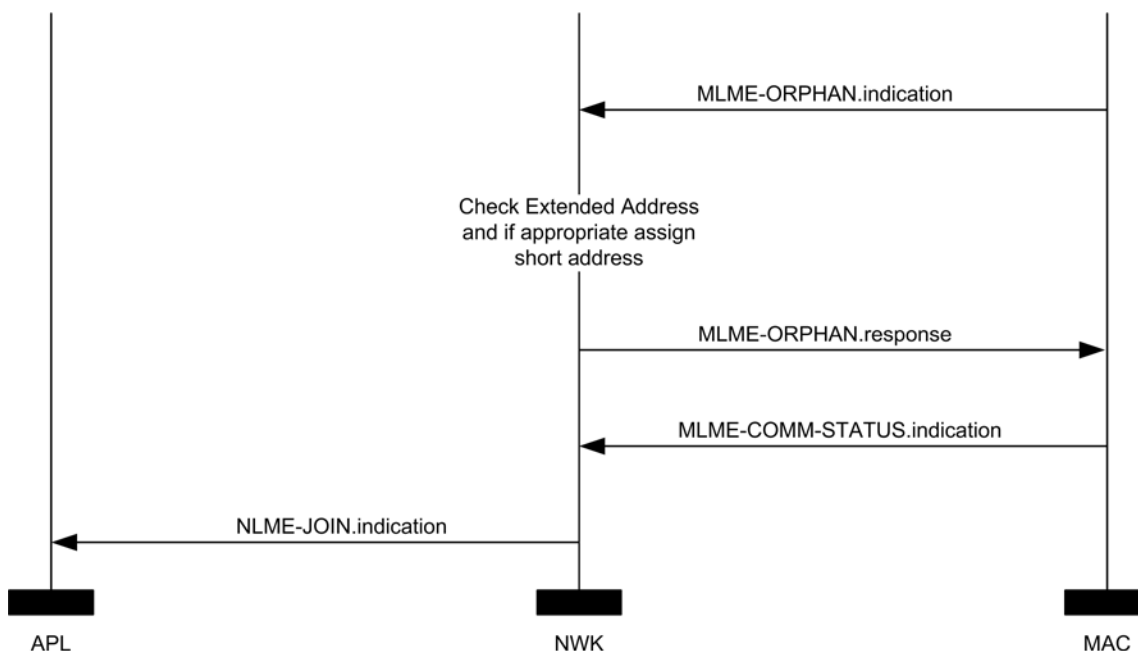 MLME-ORPHAN.indication
Check Extended Address
and if appropriate assign
short address
MLME-ORPHAN.response
MLME-COMM-STATUS.indication
NLME-JOIN.indication
APL
NWK
MAC